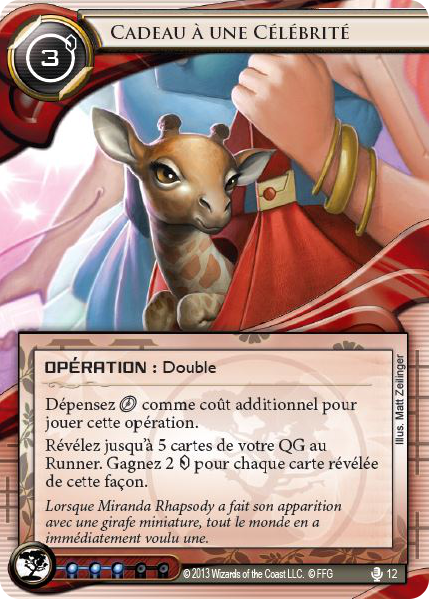 3
CADEAU À UNE CÉLÉBRITÉ
OPÉRATION : Double
Dépensez comme coût additionnel pour
jouer cette opération.
Révélez jusqu'à 5 cartes de votre QG au
Runner. Gagnez 2 pour chaque carte révélée
de cette façon.
Lorsque Miranda Rhapsody a fait son apparition
avec une girafe miniature, tout le monde en a
immédiatement voulu une.
Illus. Matt Zeilinger
© 2013 Wizards of the Coast LLC. © FFG
12